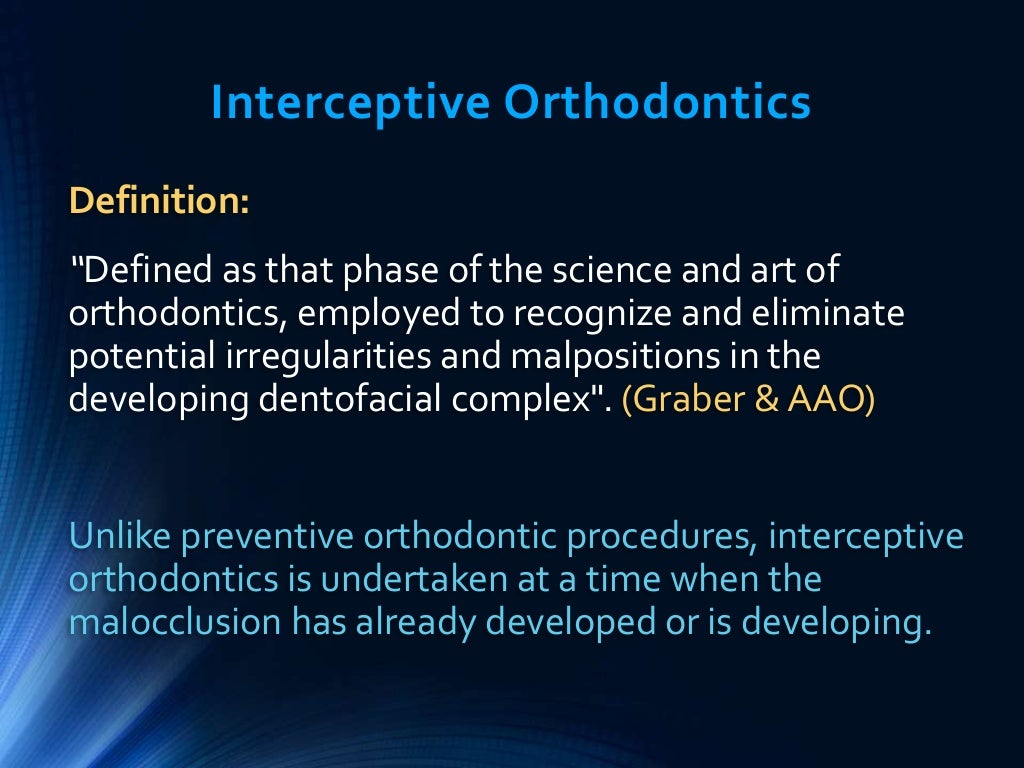 Interceptive Orthodontics
Definition:
“Defined as that phase of the science and art of
orthodontics, employed to recognize and eliminate
potential irregularities and malpositions in the
developing dentofacial complex". (Graber & AAO)
Unlike preventive orthodontic procedures, interceptive
orthodontics is undertaken at a time when the
malocclusion has already developed or is developing.